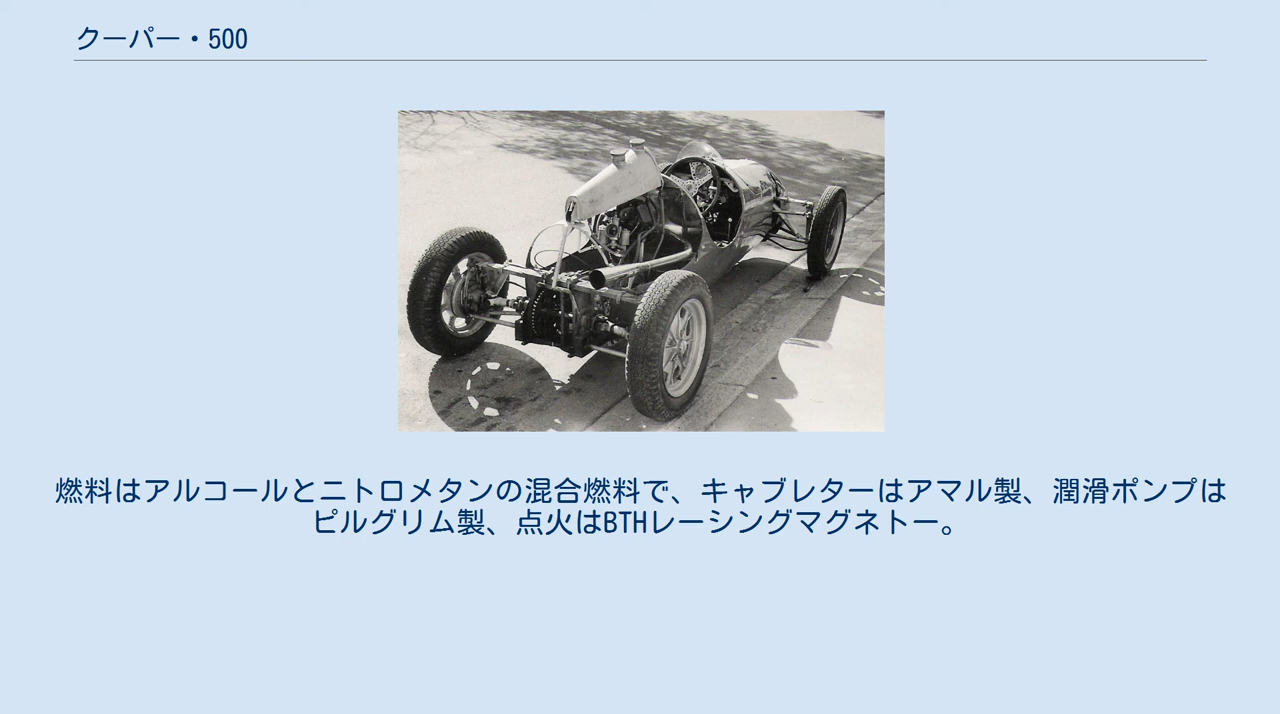 クーパー・500
燃料はアルコールとニトロメタンの混合燃料で、キャブレターはアマル製、潤滑ポンプは
ピルグリム製、点火はBTHレーシングマグネトー。